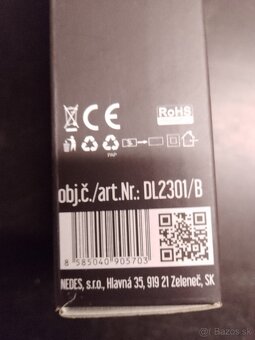 CE
RoHS
PAP
obj.č./art.Nr.: DL2301/B
8 585040 905703
NEDES, s.r.o., Hlavná 35, 919 21 Zeleneč, SK
Bazos.sk